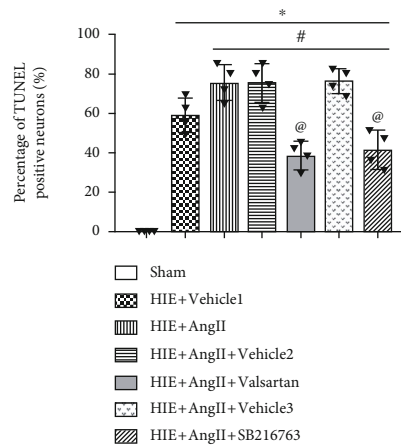 *
#
Percentage of TUNEL
positive neurons (%)
100
80
60
40
20
0
@
@
Sham
HIE+Vehicle1
HIE+AngII
HIE+AngII+Vehicle2
HIE+AngII+Valsartan
HIE+AngII+Vehicle3
HIE+AngII+SB216763